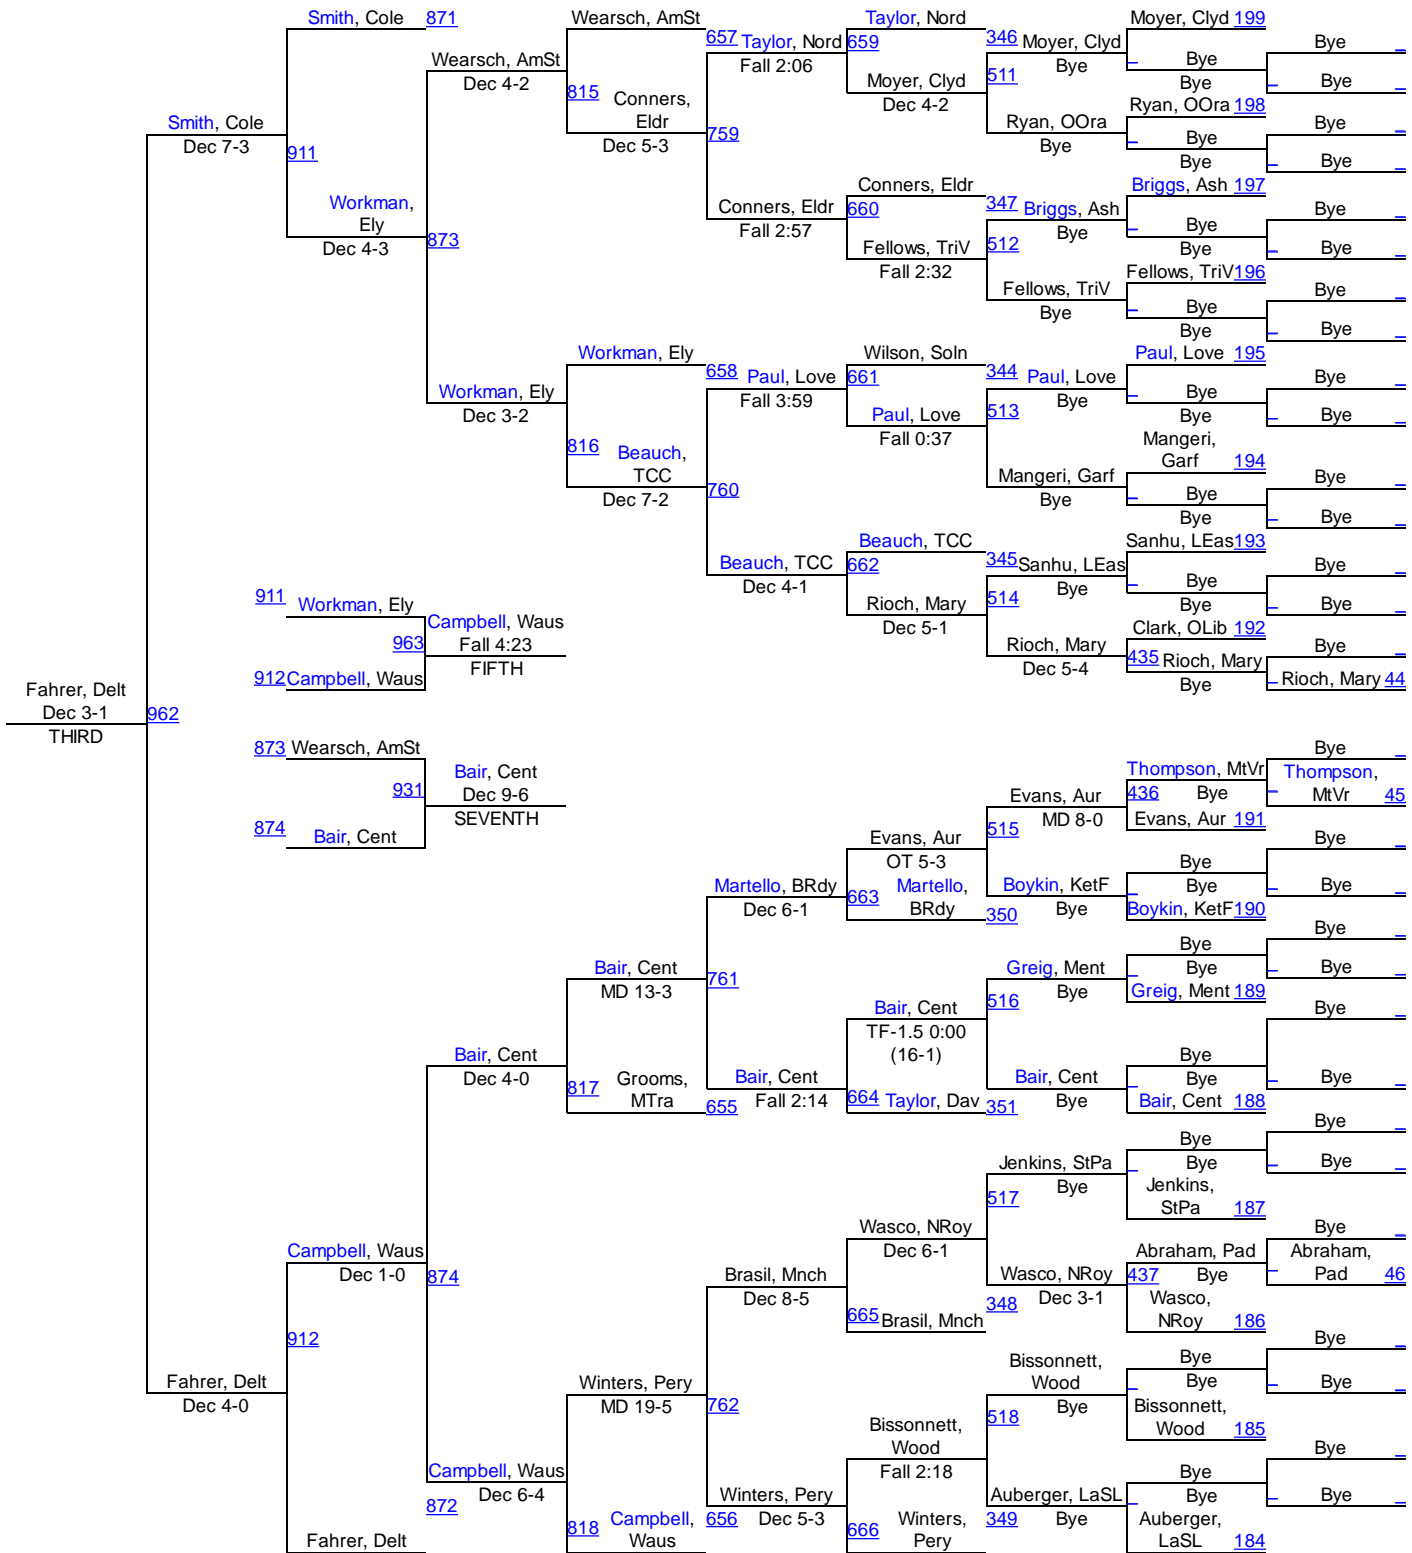 Smith, Cole 871
Wearsch, AmSt
Taylor, Nord
Moyer, Clyd 199
657 Taylor, Nord 659
346 Moyer, Clyd
Bye
Bye
Wearsch, AmSt
Fall 2:06
Bye
Dec 4-2
511
Moyer, Clyd
Bye
Bye
815 Conners,
Eldr
Dec 4-2
Ryan, OOra 198
Smith, Cole
Ryan, OOra
Bye
Dec 7-3
Dec 5-3
759
Bye
Bye
911
Bye
Bye
Conners, Eldr
Briggs, Ash 197
Workman,
Ely
Conners, Eldr
660
347 Briggs, Ash
Bye
Dec 4-3
873
Fall 2:57
Bye
Bye
Fellows, TriV
512
Bye
Bye
Fall 2:32
Fellows, TriV 196
Fellows, TriV
Bye
Bye
Bye
Bye
Bye
Workman, Ely
Wilson, Soln
Paul, Love 195
658 Paul, Love 661
344 Paul, Love
Bye
Workman, Ely
Fall 3:59
Bye
Bye
Dec 3-2
Paul, Love
513
Bye
Bye
816 Beauch,
TCC
Fall 0:37
Mangeri,
Garf 194
Mangeri, Garf
Bye
Dec 7-2
760
Bye
Bye
Bye
Bye
Beauch, TCC
Sanhu, LEas 193
Beauch, TCC
662
345 Sanhu, LEas
Bye
Dec 4-1
Bye
Bye
911 Workman, Ely
Rioch, Mary
514
Bye
Bye
Campbell, Waus
Dec 5-1
Clark, OLib 192
963
Fall 4:23
Rioch, Mary
435 Rioch, Mary
Bye
912 Campbell, Waus
FIFTH
Dec 5-4
Bye
Rioch, Mary 44
Fahrer, Delt
Dec 3-1
962
THIRD
873 Wearsch, AmSt
Bye
Bair, Cent
Thompson, MtVr
Thompson,
MtVr 45
931
Dec 9-6
Evans, Aur
436 Bye
874 Bair, Cent
SEVENTH
MD 8-0
Evans, Aur 191
Evans, Aur
515
Bye
OT 5-3
Bye
Martello, BRdy
663 Martello,
BRdy
Boykin, KetF
Bye
Bye
Dec 6-1
350 Bye
Boykin, KetF 190
Bye
Bye
Bair, Cent
Greig, Ment
Bye
Bye
MD 13-3
761
Bye
Greig, Ment 189
Bair, Cent
516
Bye
TF-1.5 0:00
(16-1)
Bair, Cent
Bye
Dec 4-0
817 Grooms,
MTra
Bair, Cent
Bair, Cent
Bye
Bye
655 Fall 2:14
664 Taylor, Dav
351 Bye
Bair, Cent 188
Bye
Bye
Jenkins, StPa
Bye
Bye
Bye
Jenkins,
StPa 187
517
Wasco, NRoy
Bye
Campbell, Waus
Dec 6-1
Abraham, Pad
Abraham,
Pad 46
Dec 1-0
874
Brasil, Mnch
Wasco, NRoy
437 Bye
Dec 8-5
348 Dec 3-1
Wasco,
NRoy 186
665 Brasil, Mnch
912
Bye
Bissonnett,
Wood
Bye
Fahrer, Delt
Winters, Pery
Bye
Bye
Dec 4-0
MD 19-5
762
518 Bye
Bissonnett,
Wood 185
Bissonnett,
Wood
Bye
Campbell, Waus
Fall 2:18
Bye
Dec 6-4
Winters, Pery
Auberger, LaSL
Bye
Bye
872
818 Campbell,
Waus
656 Dec 5-3
666 Winters,
Pery
349 Bye
Auberger,
LaSL 184
Fahrer, Delt